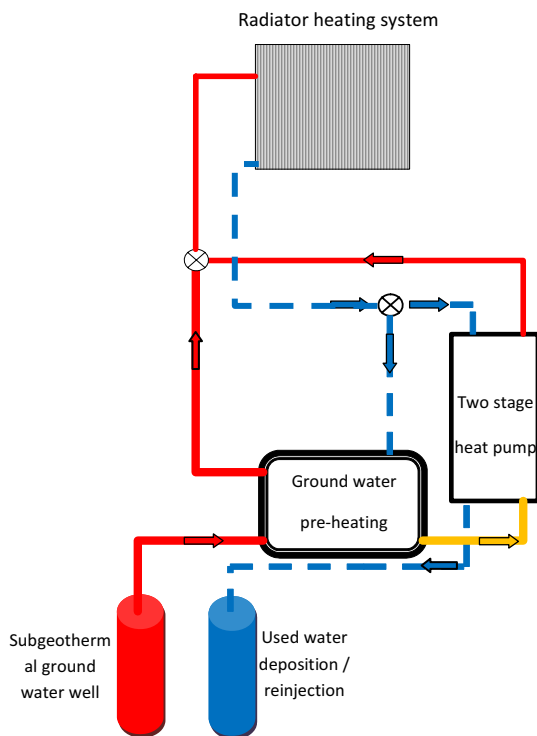 Radiator heating system
Two stage
heat pump
Ground water
pre-heating
Subgeotherm
al ground
water well
Used water
deposition /
reinjection